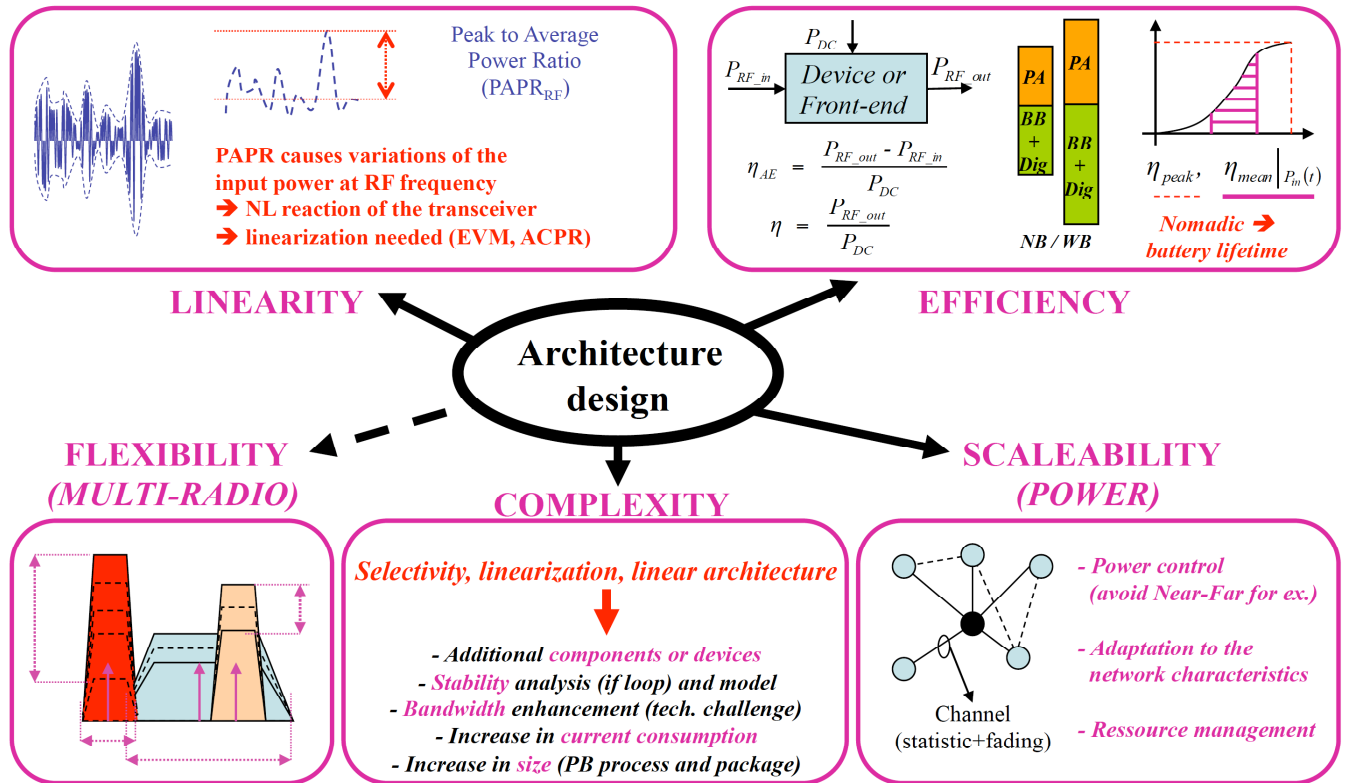 Peak to Average
Power Ratio
(PAPR_RF)
PAPR causes variations of the
input power at RF frequency
➔ NL reaction of the transceiver
➔ linearization needed (EVM, ACPR)
LINEARITY
P_DC
P_RF_in
Device or
Front-end
P_RF_out
η_AE = (P_RF_out - P_RF_in) / P_DC
η = P_RF_out / P_DC
PA
BB
+
Dig
PA
BB
+
Dig
NB / WB
η_peak, η_mean | P_in(t)
Nomadic ➔
battery lifetime
EFFICIENCY
Architecture
design
FLEXIBILITY
(MULTI-RADIO)
COMPLEXITY
Selectivity, linearization, linear architecture
- Additional components or devices
- Stability analysis (if loop) and model
- Bandwidth enhancement (tech. challenge)
- Increase in current consumption
- Increase in size (PB process and package)
SCALEABILITY
(POWER)
Channel
(statistic+fading)
- Power control
(avoid Near-Far for ex.)
- Adaptation to the
network characteristics
- Ressource management